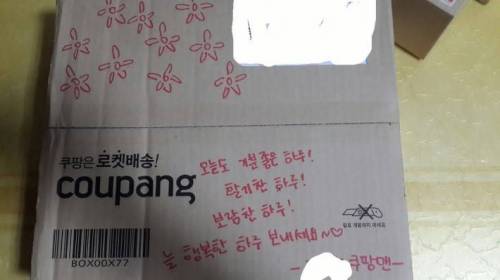 쿠팡은 로켓배송!
coupang
BOX00X77
오늘도 기분좋은 하루!
활기찬 하루!
보람찬 하루!
늘 행복한 하루 보내세요~♡
쿠팡맨-